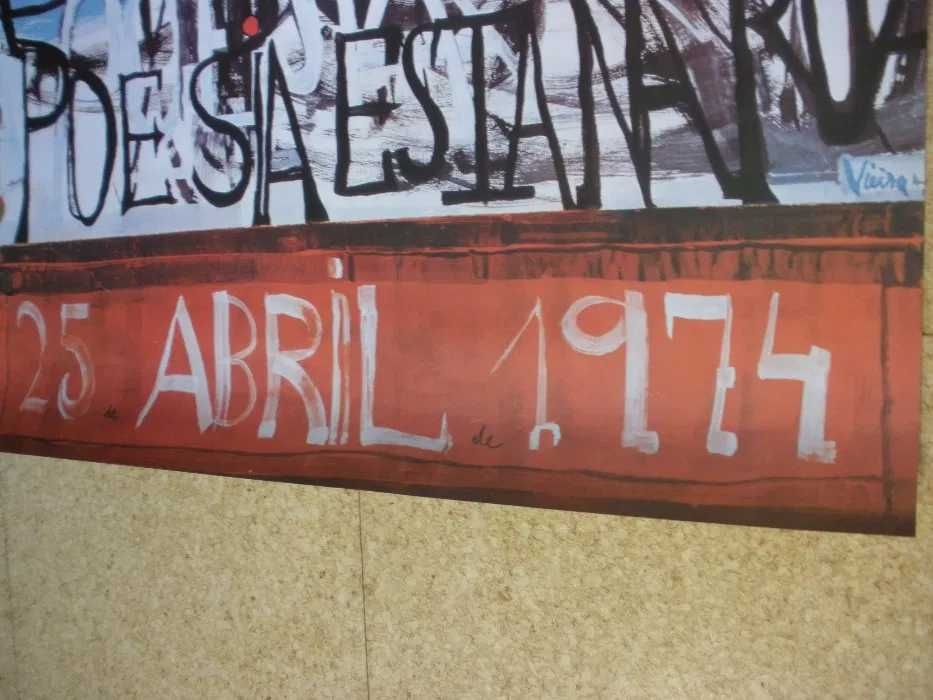 POESiA ESTA NA RUA
Vieira
25 de ABRiL de 1974